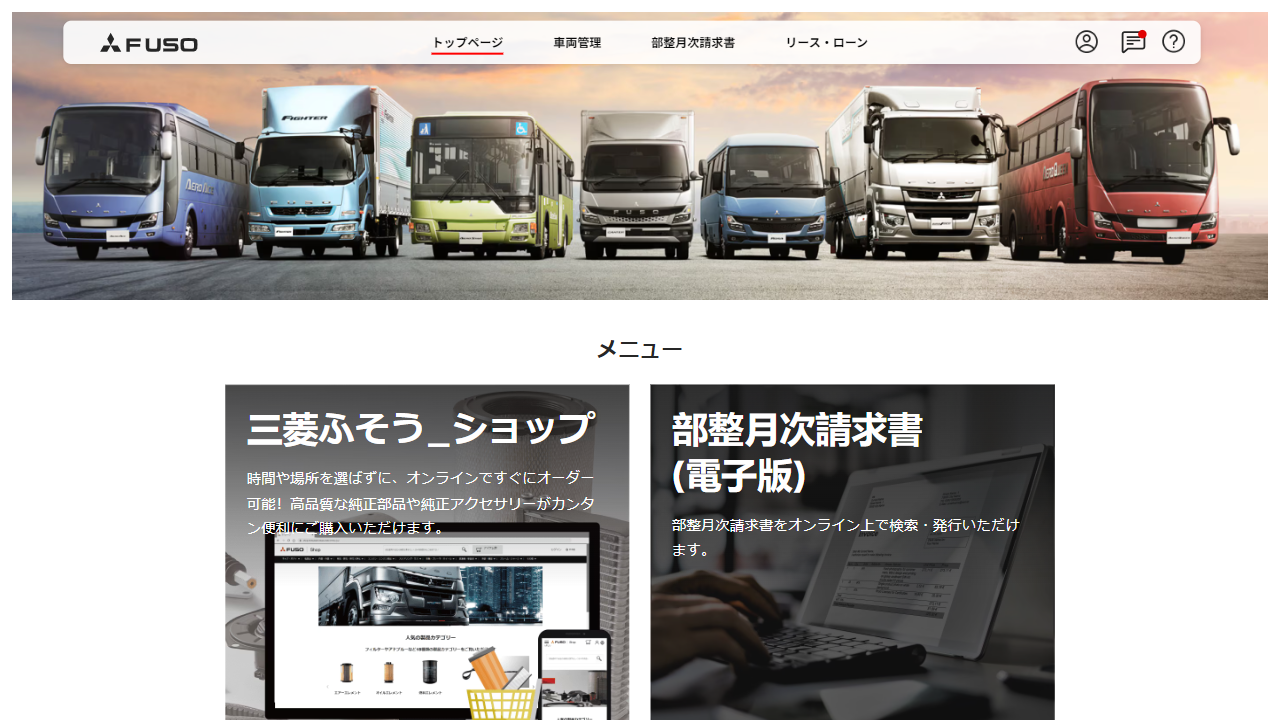 FUSO
トップページ
車両管理
部整月次請求書
リース・ローン
FIGHTER
FUSO
メニュー
三菱ふそう_ショップ
時間や場所を選ばずに、オンラインですぐにオーダー
可能！高品質な純正部品や純正アクセサリーがカンタ
ン便利にご購入いただけます。
FUSO Shop
人気の製品カテゴリー
エアーエレメント
オイルエレメント
燃料エレメント
部整月次請求書
(電子版)
部整月次請求書をオンライン上で検索・発行いただけ
ます。
Invoice